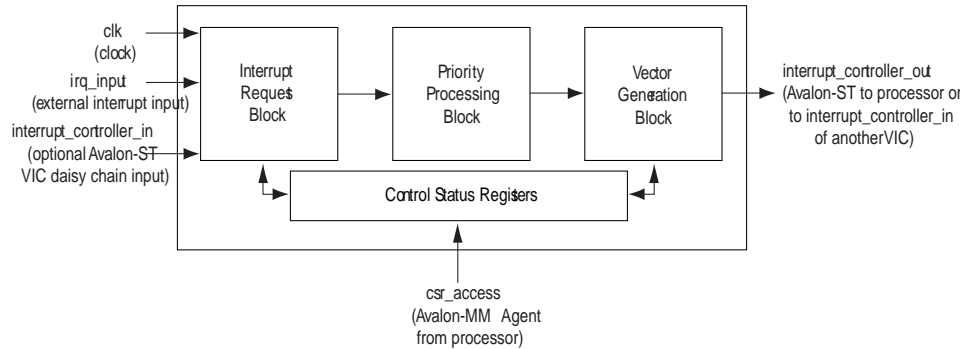 clk
(clock)
irq_input
(external interrupt input)
interrupt_controller_in
(optional Avalon-ST
VIC daisy chain input)
Interrupt
Request
Block
Priority
Processing
Block
Vector
Generation
Block
Control Status Registers
interrupt_controller_out
(Avalon-ST to processor or
to interrupt_controller_in
of another VIC)
csr_access
(Avalon-MM Agent
from processor)